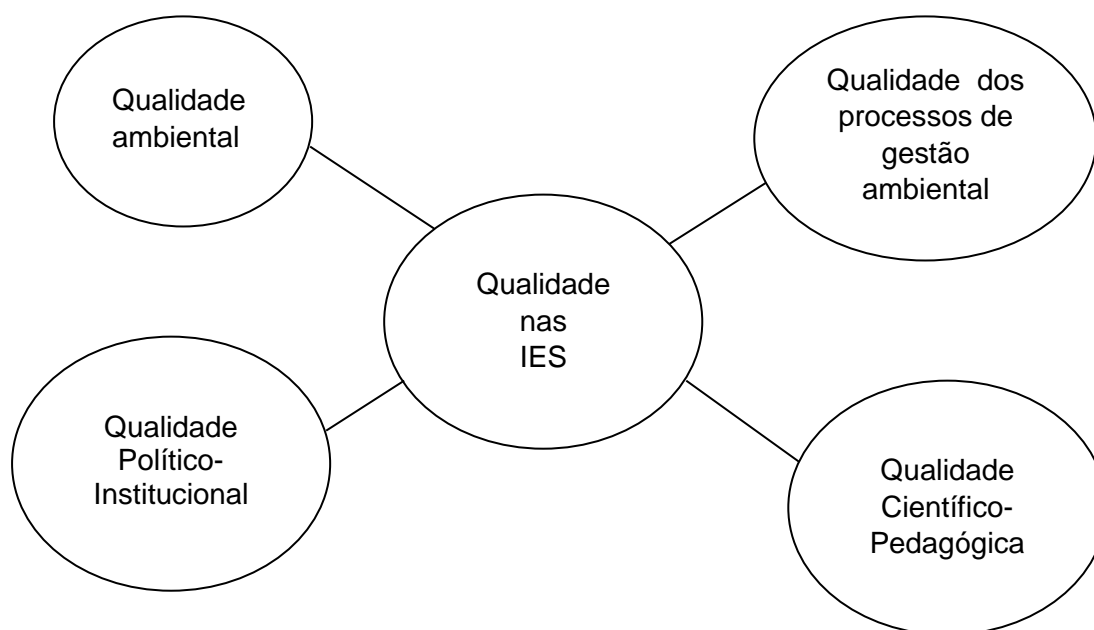 Qualidade
ambiental
Qualidade dos
processos de
gestão
ambiental
Qualidade
nas
IES
Qualidade
Político-
Institucional
Qualidade
Científico-
Pedagógica